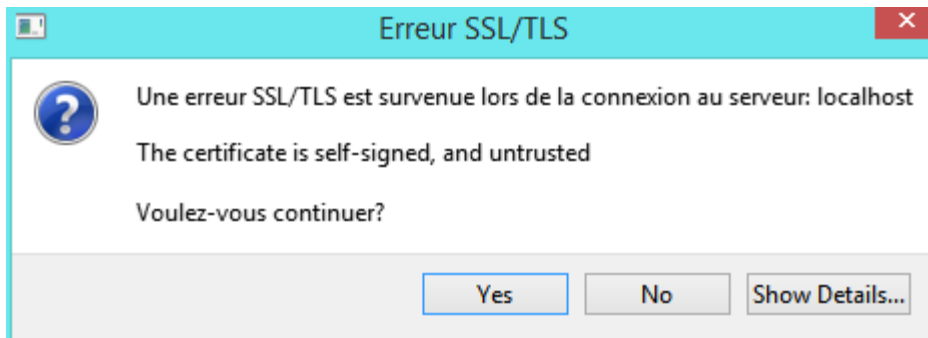 Erreur SSL/TLS
Une erreur SSL/TLS est survenue lors de la connexion au serveur: localhost
The certificate is self-signed, and untrusted
Voulez-vous continuer?
Yes No Show Details...